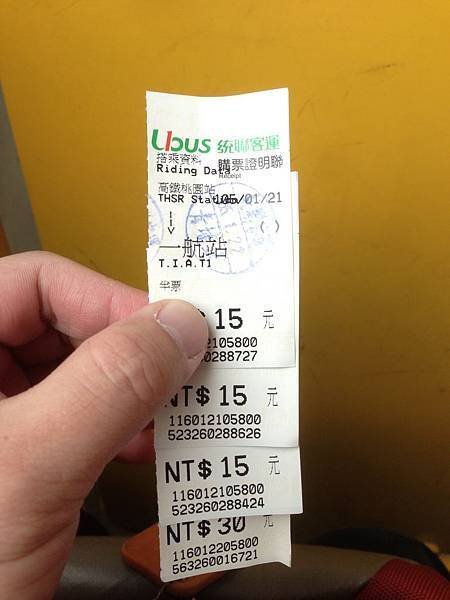 Ubus 統聯客運
搭乘資料 購票證明聯
Riding Data Receipt
高鐵桃園站
THSR Station 105/01/21
一航站 ( )
T.I.A.T1
半票
$ 15 元
2105800
60288727
NT$ 15 元
116012105800
523260288626
NT$ 15 元
116012105800
523260288424
NT$ 30 元
116012205800
563260016721